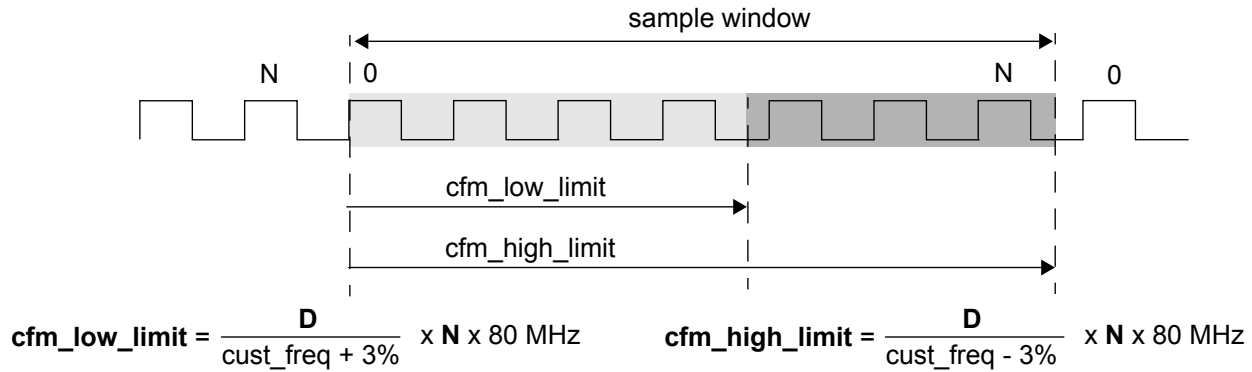 sample window
N 0 N 0
cfm_low_limit
cfm_high_limit
cfm_low_limit = D / cust_freq + 3% x N x 80 MHz
cfm_high_limit = D / cust_freq - 3% x N x 80 MHz